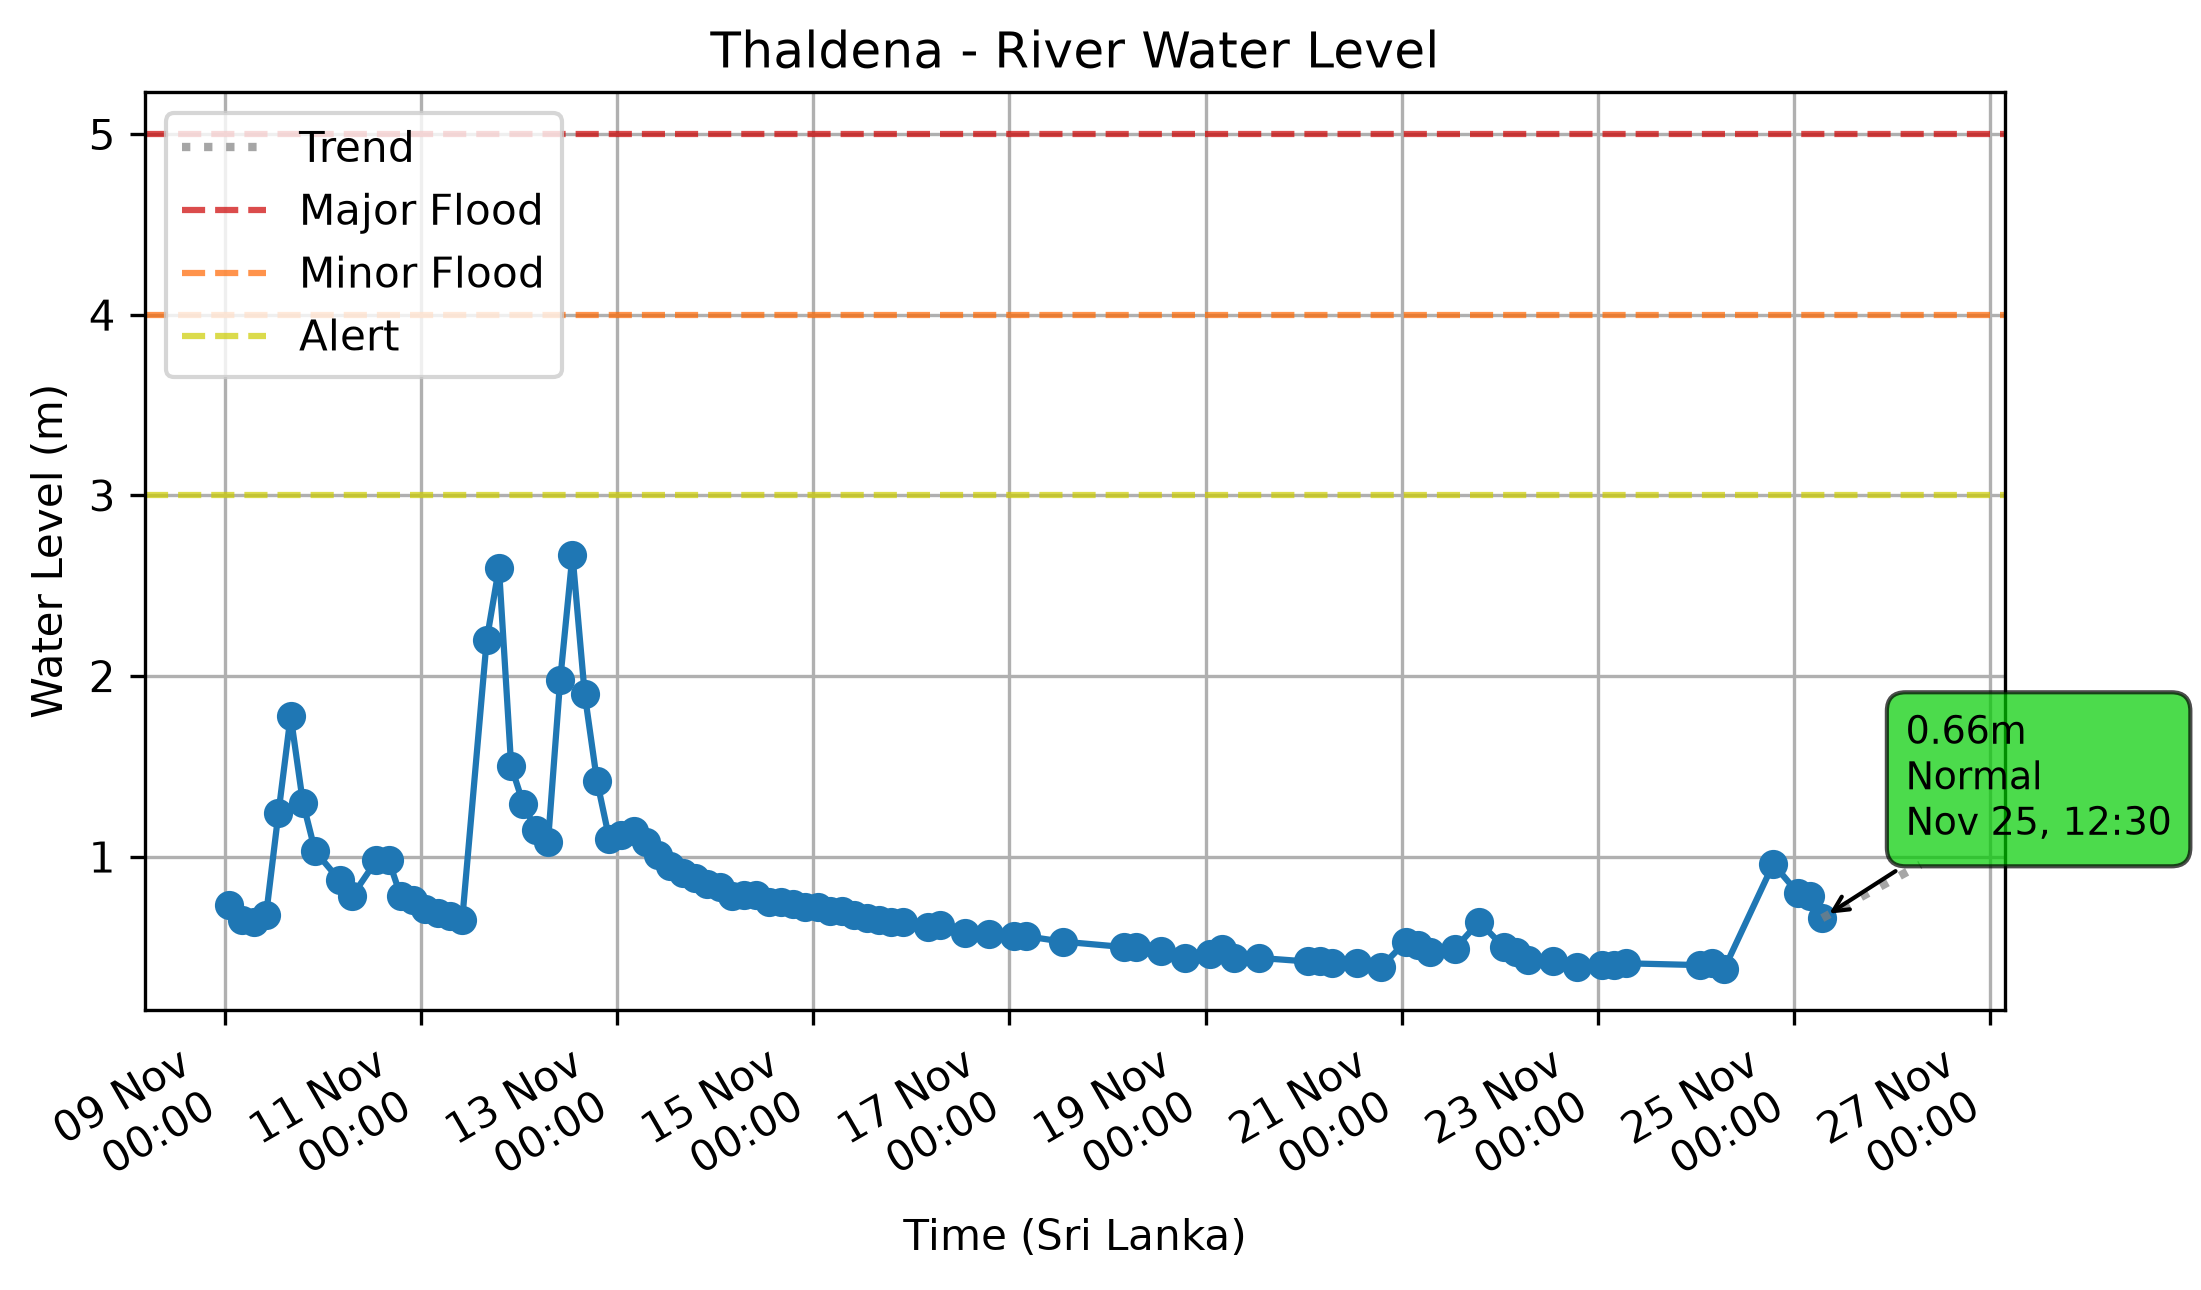 Thaldena - River Water Level
Water Level (m)
5
4
3
2
1
Trend
Major Flood
Minor Flood
Alert
0.66m
Normal
Nov 25, 12:30
09 Nov
00:00
11 Nov
00:00
13 Nov
00:00
15 Nov
00:00
17 Nov
00:00
19 Nov
00:00
21 Nov
00:00
23 Nov
00:00
25 Nov
00:00
27 Nov
00:00
Time (Sri Lanka)